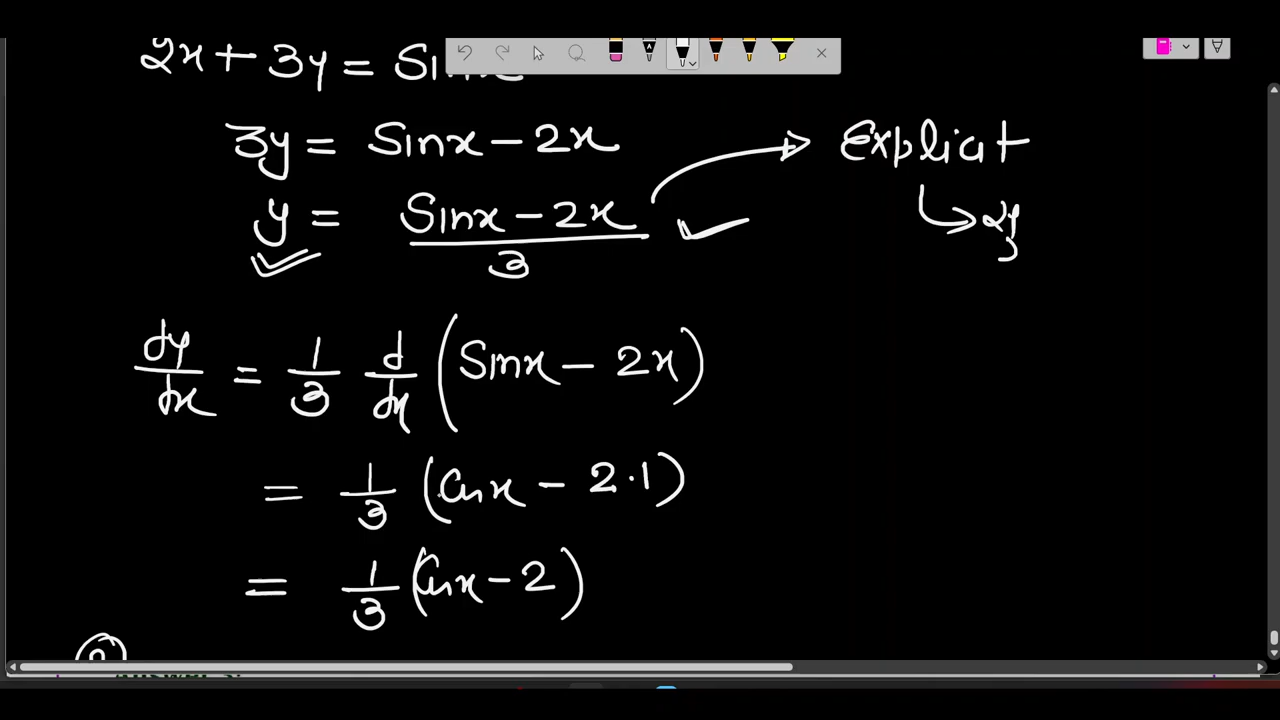 2x + 3y = Sinx
3y = Sinx - 2x
Explicit
y = Sinx - 2x / 3
dy/dx = 1/3 d/dx (Sinx - 2x)
= 1/3 (Cosx - 2·1)
= 1/3 (Cosx - 2)